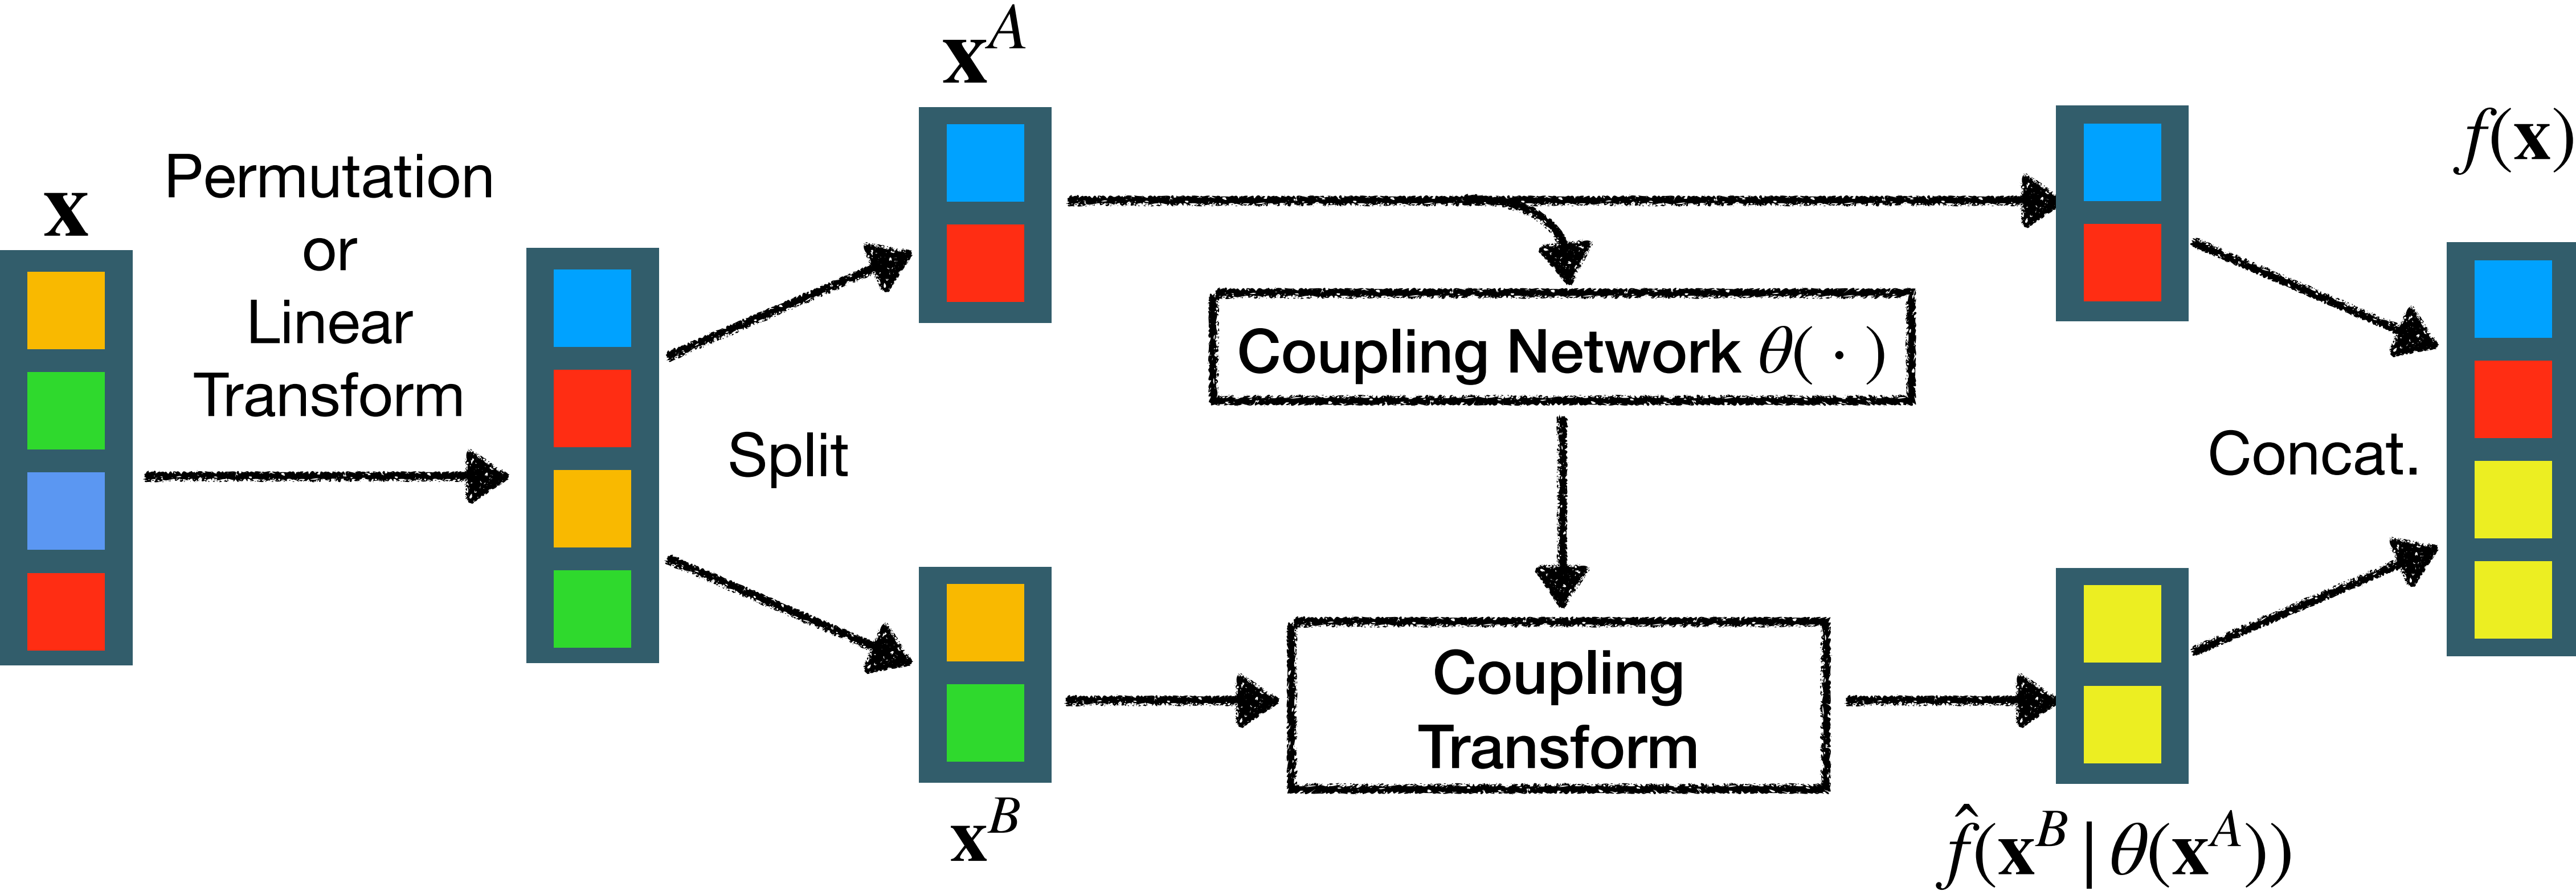 x
Permutation
or
Linear
Transform
Split
x^A
x^B
Coupling Network θ( · )
Coupling
Transform
f̂(x^B | θ(x^A))
Concat.
f(x)